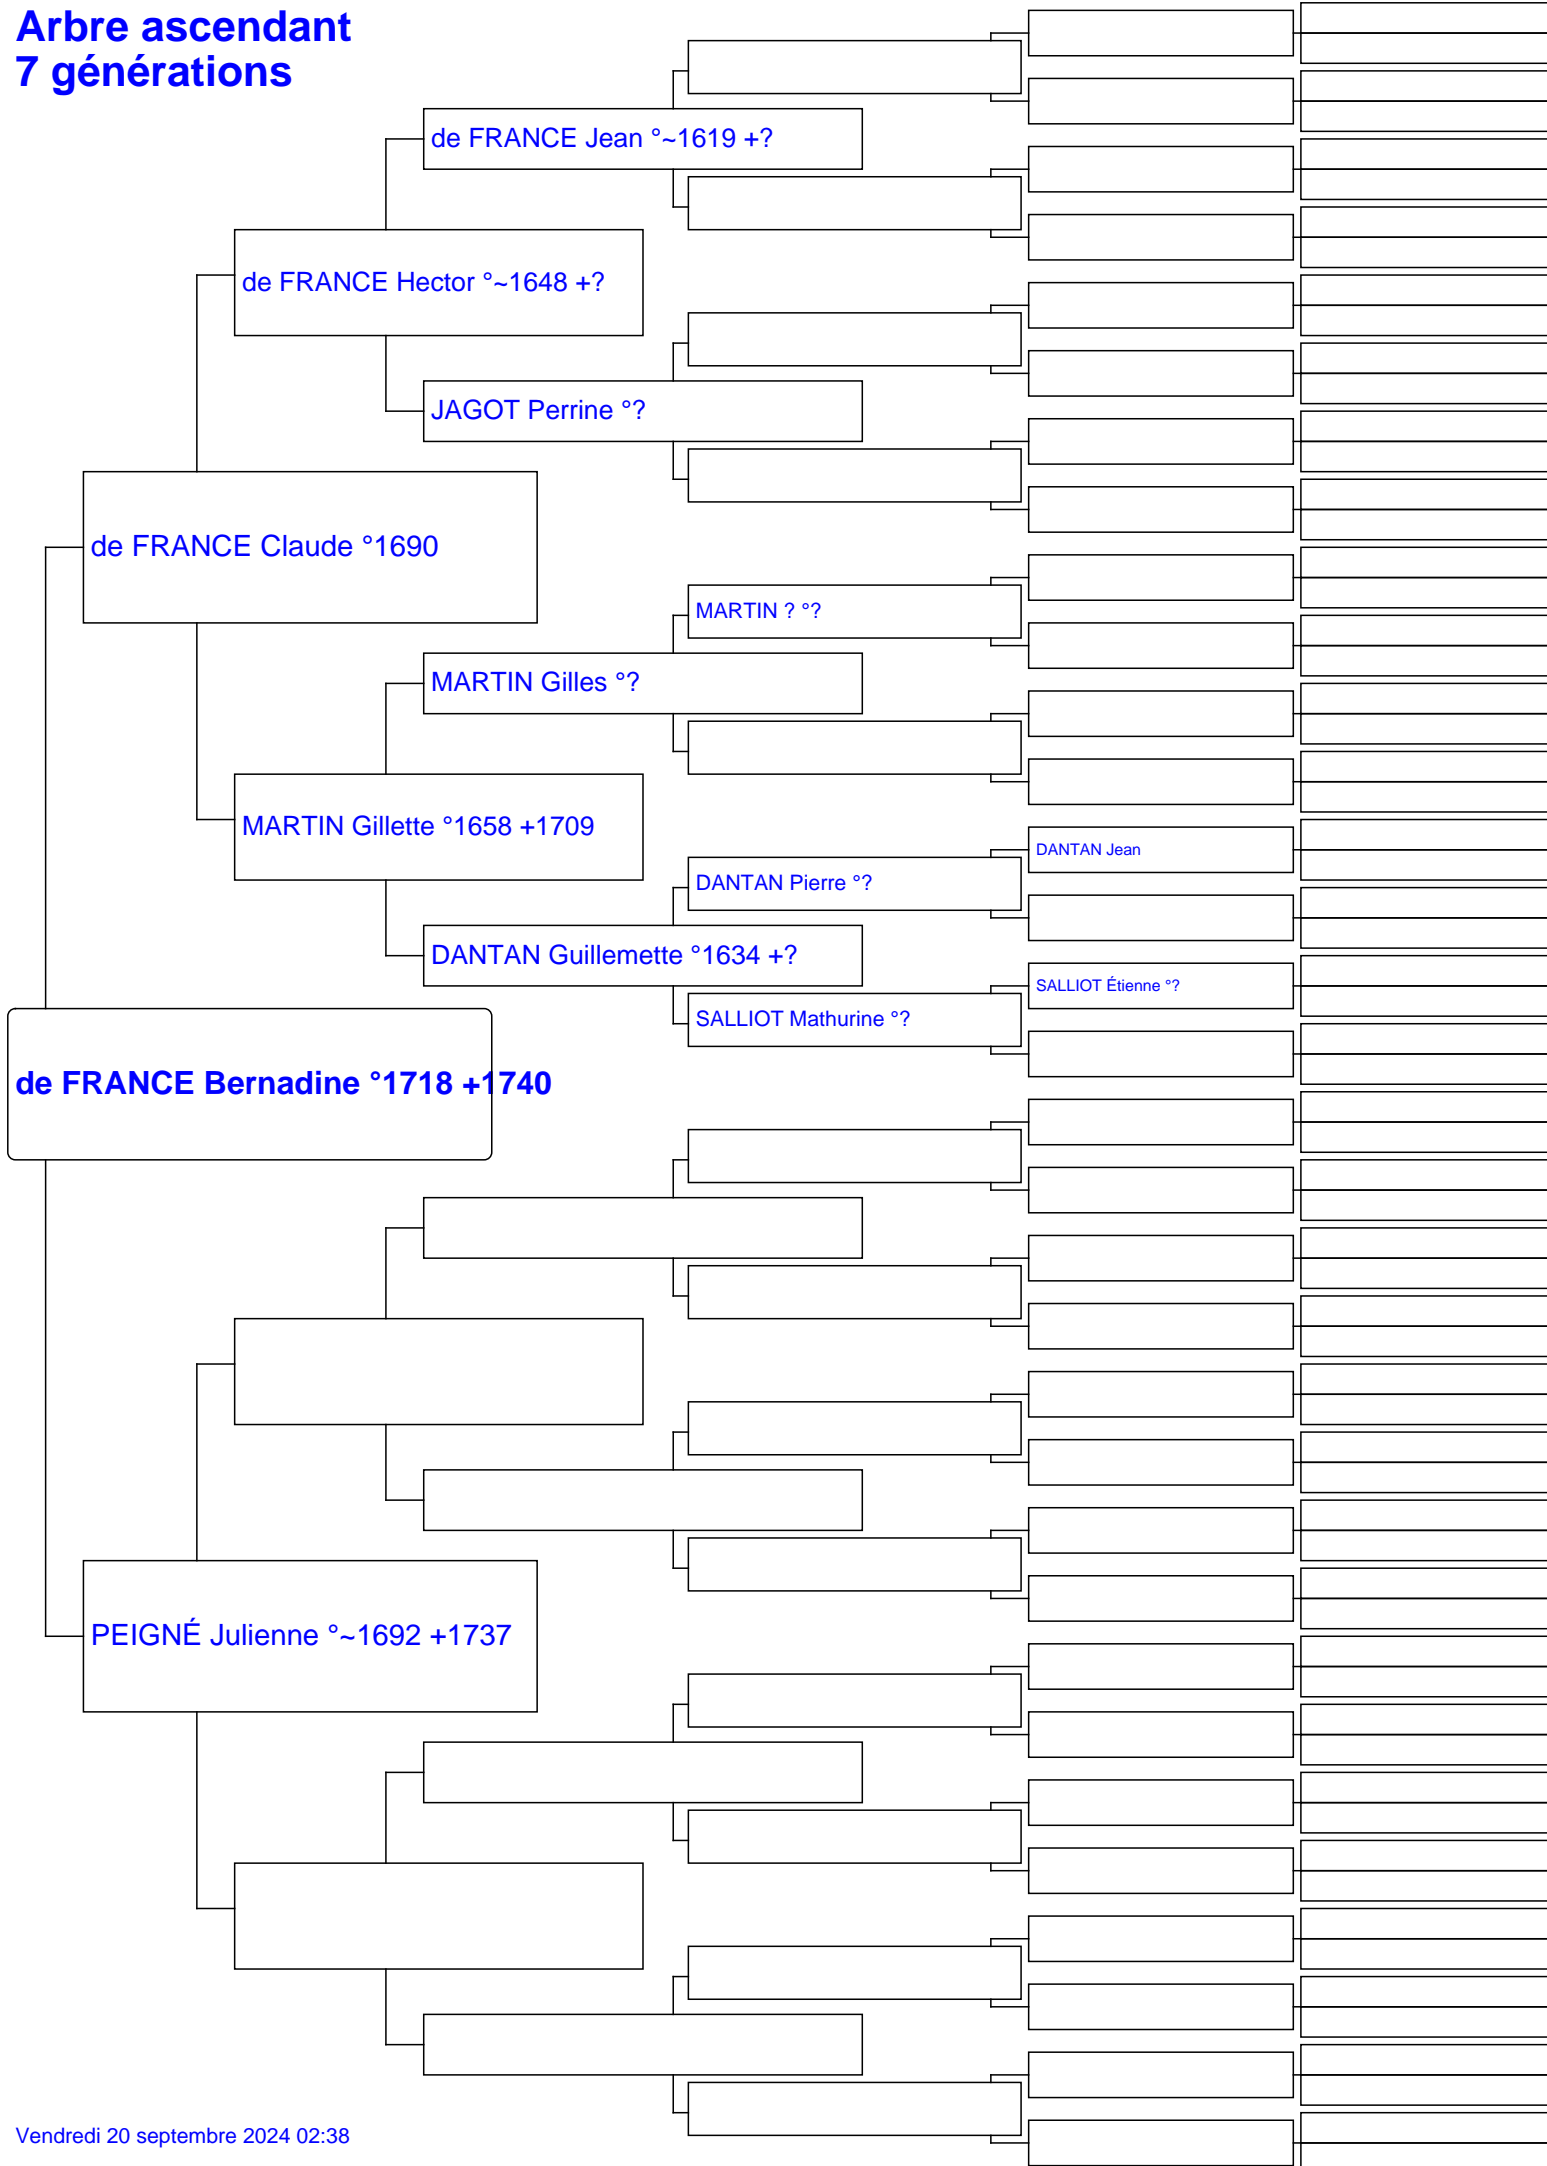 Arbre ascendant
7 générations
de FRANCE Jean °~1619 +?
de FRANCE Hector °~1648 +?
JAGOT Perrine °?
de FRANCE Claude °1690
MARTIN ? °?
MARTIN Gilles °?
MARTIN Gillette °1658 +1709
DANTAN Jean
DANTAN Pierre °?
DANTAN Guillemette °1634 +?
SALLIOT Étienne °?
SALLIOT Mathurine °?
de FRANCE Bernadine °1718 +1740
PEIGNÉ Julienne °~1692 +1737
Vendredi 20 septembre 2024 02:38